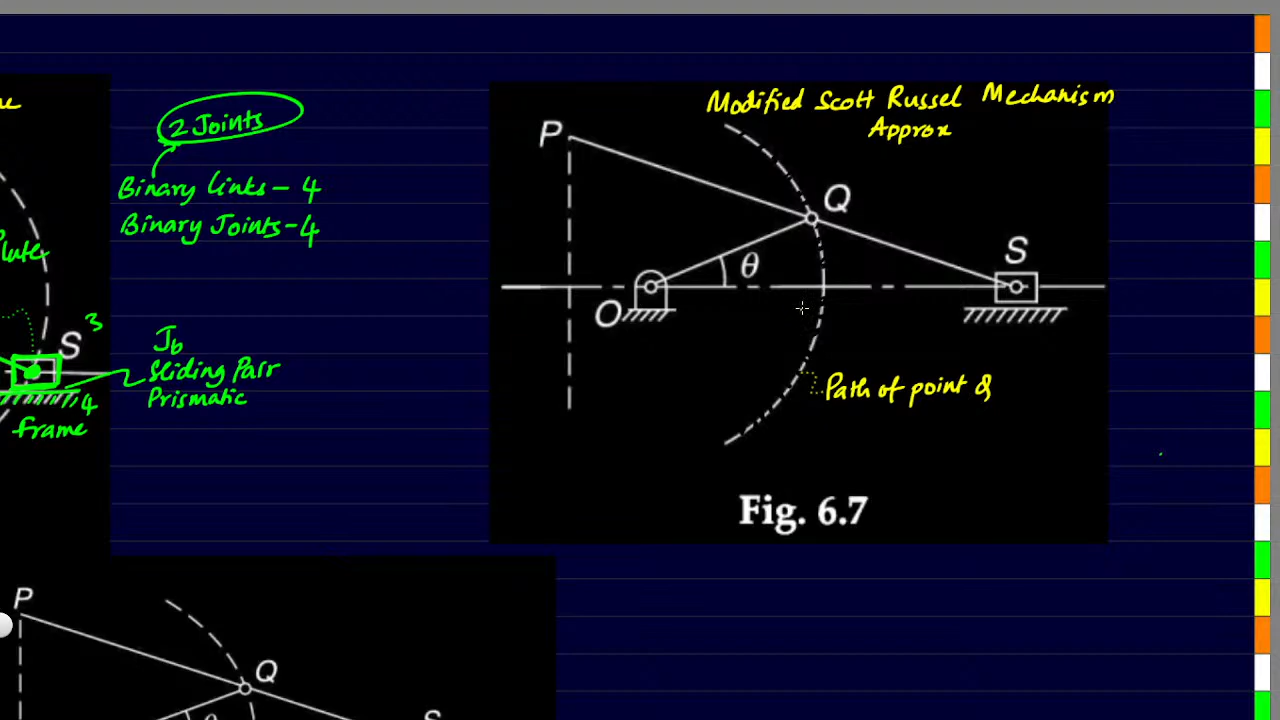 2 Joints
Binary links - 4
Binary Joints - 4
S 3
J6
Sliding Pair
Prismatic
4
frame
Modified Scott Russel Mechanism
Approx
P
Q
θ
S
O
Path of point Q
Fig. 6.7
P
Q
θ
S